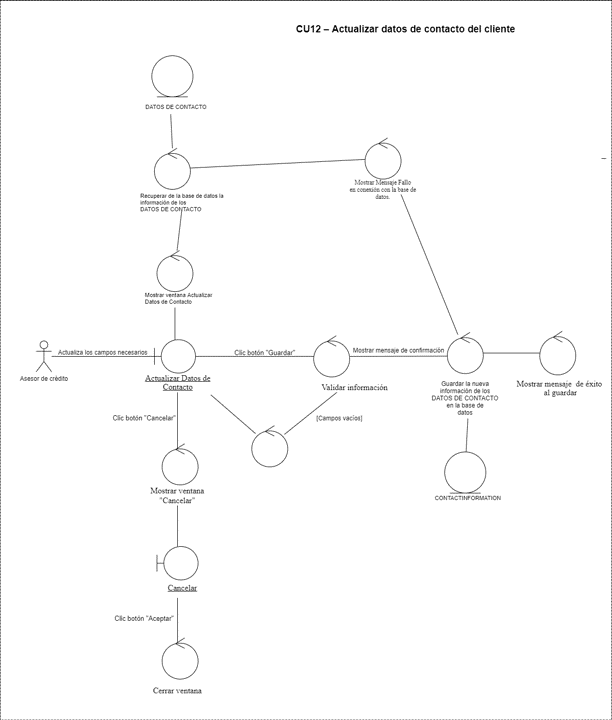 CU12 – Actualizar datos de contacto del cliente
DATOS DE CONTACTO
Recuperar de la base de datos la
información de los
DATOS DE CONTACTO
Mostrar Mensaje Fallo
en conexión con la base de
datos.
Mostrar ventana Actualizar
Datos de Contacto
Asesor de crédito
Actualiza los campos necesarios
Actualizar Datos de
Contacto
Clic botón "Guardar"
Validar información
Mostrar mensaje de confirmación
Guardar la nueva
información de los
DATOS DE CONTACTO
en la base de
datos
Mostrar mensaje de éxito
al guardar
Clic botón "Cancelar"
[Campos vacíos]
Mostrar ventana
"Cancelar"
CONTACTINFORMATION
Cancelar
Clic botón "Aceptar"
Cerrar ventana